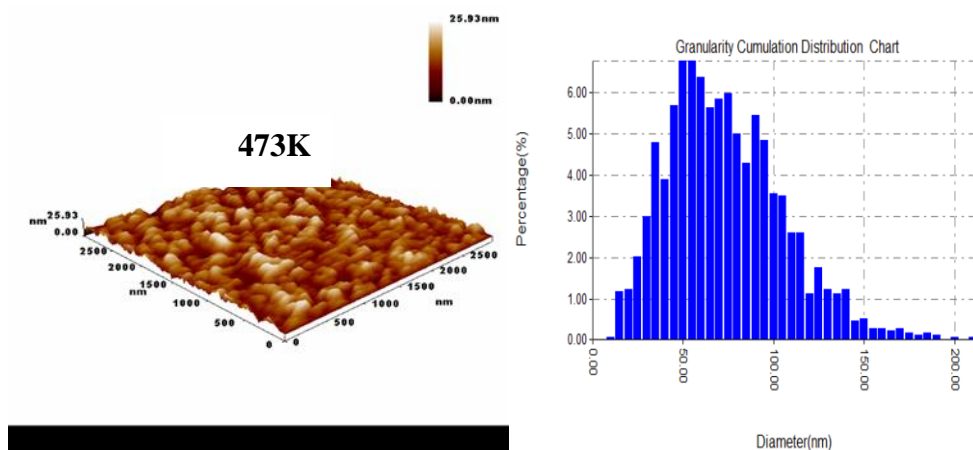 25.93nm
0.00nm
473K
25.93
nm
0.00
2500
2000
1500
nm
1000
500
0
0
500
1000
nm
1500
2000
2500
Granularity Cumulation Distribution Chart
Percentage(%)
6.00
5.00
4.00
3.00
2.00
1.00
0.00
0.00
50.00
100.00
150.00
200.00
Diameter(nm)